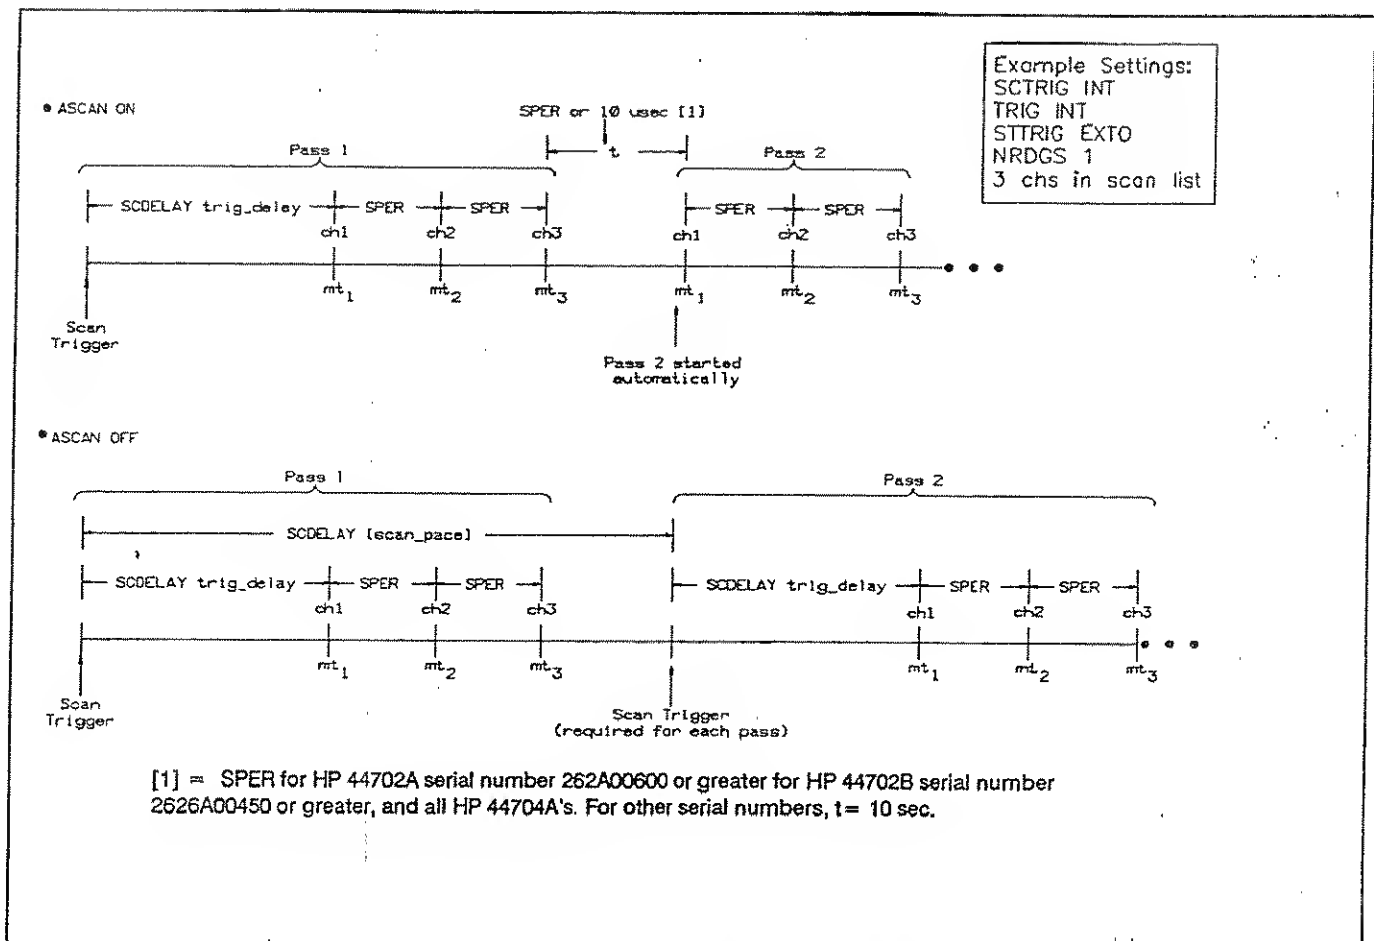 Example Settings:
SCTRIG INT
TRIG INT
STTRIG EXTO
NRDGS 1
3 chs in scan list
• ASCAN ON
SPER or 10 usec [1]
Pass 1
t
Pass 2
SCDELAY trig_delay SPER SPER SPER SPER
ch1 ch2 ch3 ch1 ch2 ch3
mt1 mt2 mt3 mt1 mt2 mt3
Scan
Trigger
Pass 2 started
automatically
• ASCAN OFF
Pass 1 Pass 2
SCDELAY [scan_pace]
SCDELAY trig_delay SPER SPER SCDELAY trig_delay SPER SPER
ch1 ch2 ch3 ch1 ch2 ch3
mt1 mt2 mt3 mt1 mt2 mt3
Scan
Trigger
Scan Trigger
(required for each pass)
[1] = SPER for HP 44702A serial number 262A00600 or greater for HP 44702B serial number
2626A00450 or greater, and all HP 44704A's. For other serial numbers, t= 10 sec.